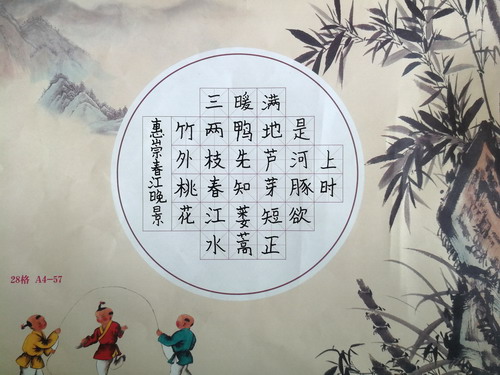 惠崇春江晚景
竹外桃花
三两枝春江水
暖鸭先知蒌蒿
满地芦芽短正
是河豚欲
上时
28格 A4-57